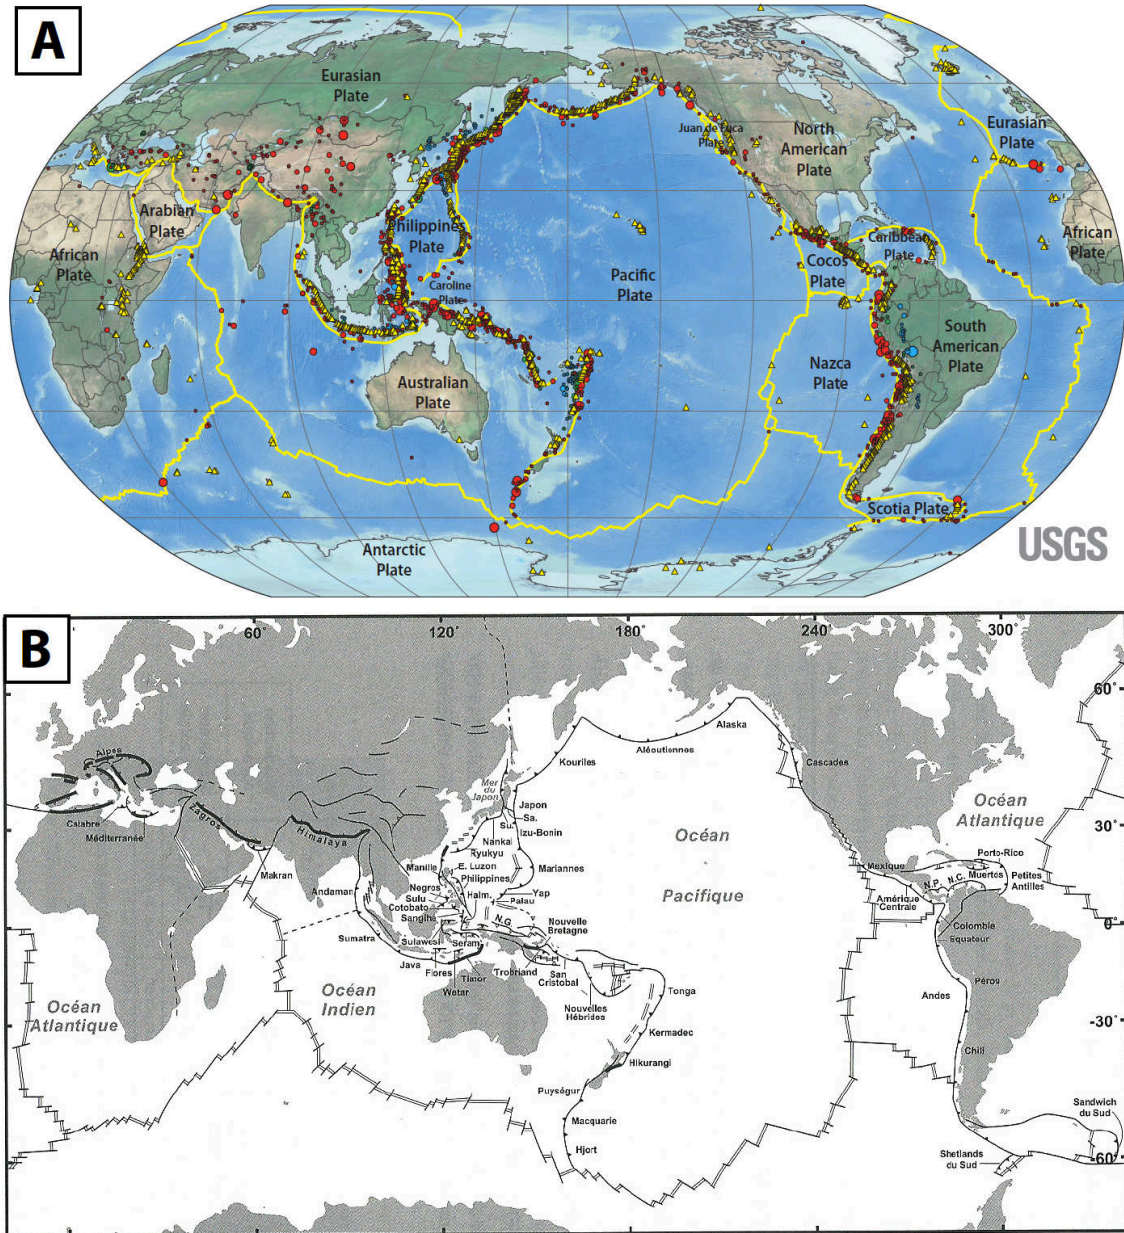 A
Eurasian
Plate
Juan de Fuca
Plate
North
American
Plate
Eurasian
Plate
Arabian
Plate
African
Plate
Philippine
Plate
Caroline
Plate
Pacific
Plate
Cocos
Plate
Caribbean
Plate
African
Plate
Australian
Plate
Nazca
Plate
South
American
Plate
Scotia Plate
Antarctic
Plate
USGS
B
60°
120°
180°
240°
300°
60°
Alpes
Calabre
Méditerranée
Zagros
Himalaya
Makran
Mer
du
Japon
Kouriles
Aléoutiennes
Alaska
Cascades
Japon
Sa.
Su.
Izu-Bonin
Nankai
Ryukyu
Océan
Atlantique
30°
Océan
Pacifique
Manille
E. Luzon
Philippines
Mariannes
Negros
Sulu
Cotobato
Sangihe
Halm.
Yap
Palau
Andaman
Sumatra
Java
Sulawesi
Flores
Seram
Timor
Wetar
N.G.
Nouvelle
Bretagne
Trobriand
San
Cristobal
Nouvelles
Hébrides
Tonga
Kermadec
Hikurangi
Puységur
Macquarie
Hjort
Mexique
Porto-Rico
N.P.
N.C.
Muertos
Petites
Antilles
Amérique
Centrale
0°
Colombie
Equateur
Pérou
Andes
-30°
Chili
Océan
Atlantique
Océan
Indien
Sandwich
du Sud
Shetlands
du Sud
-60°